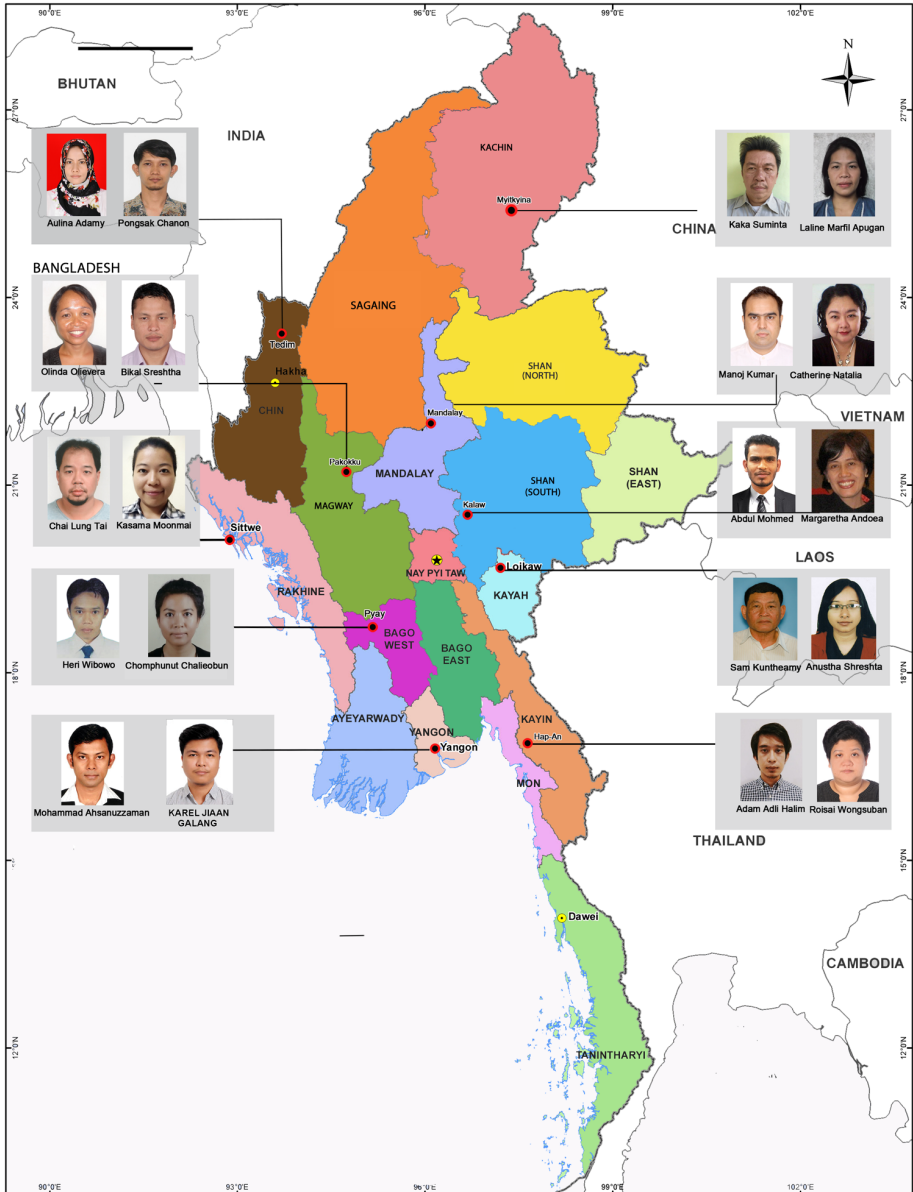 90°0'E
93°0'E
96°0'E
99°0'E
102°0'E
N
BHUTAN
27°0'N
27°0'N
INDIA
KACHIN
Myitkyina
Aulina Adamy
Pongsak Chanon
Kaka Suminta
Laline Marfil Apugan
CHINA
BANGLADESH
24°0'N
24°0'N
SAGAING
Tedim
Olinda Olievera
Bikal Sreshtha
Hakha
SHAN
(NORTH)
Manoj Kumar
Catherine Natalia
CHIN
Mandalay
VIETNAM
Pakokku
MANDALAY
21°0'N
21°0'N
MAGWAY
SHAN
(SOUTH)
SHAN
(EAST)
Kalaw
Chai Lung Tai
Kasama Moonmai
Abdul Mohmed
Margaretha Andoea
Sittwe
LAOS
NAY PYI TAW
Loikaw
RAKHINE
KAYAH
Pyay
BAGO
WEST
BAGO
EAST
Heri Wibowo
Chomphunut Chalieobun
Sam Kuntheamy
Anustha Shreshta
18°0'N
18°0'N
AYEYARWADY
YANGON
Yangon
KAYIN
Hap-An
MON
Mohammad Ahsanuzzaman
KAREL JIAAN
GALANG
Adam Adli Halim
Roisai Wongsuban
THAILAND
15°0'N
Dawei
CAMBODIA
12°0'N
12°0'N
TANINTHARYI
90°0'E
93°0'E
96°0'E
99°0'E
102°0'E